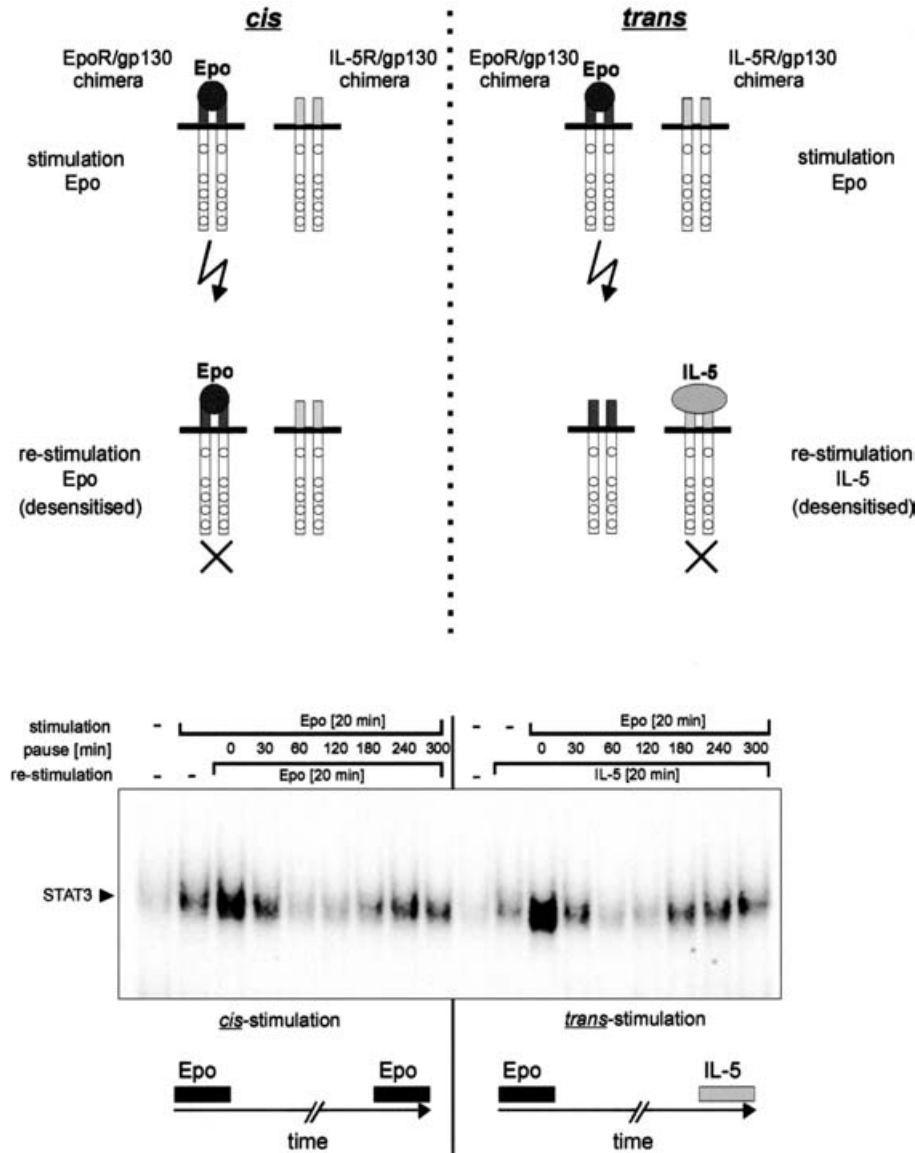 cis
trans
EpoR/gp130
chimera
Epo
IL-5R/gp130
chimera
EpoR/gp130
chimera
Epo
IL-5R/gp130
chimera
stimulation
Epo
stimulation
Epo
Epo
IL-5
re-stimulation
Epo
(desensitised)
re-stimulation
IL-5
(desensitised)
stimulation - Epo [20 min] - - Epo [20 min]
pause [min] 0 30 60 120 180 240 300 0 30 60 120 180 240 300
re-stimulation - - Epo [20 min] - IL-5 [20 min]
STAT3
cis-stimulation
trans-stimulation
Epo Epo
Epo IL-5
time
time